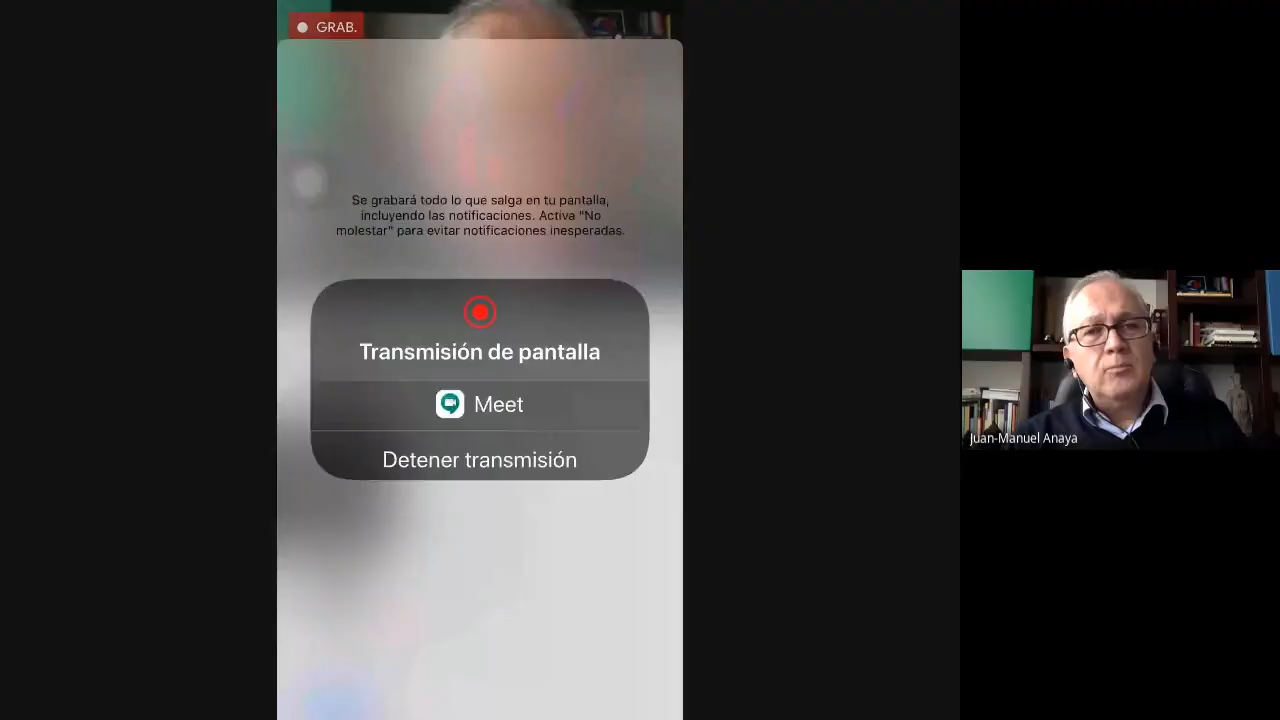 GRAB.
Se grabará todo lo que salga en tu pantalla,
incluyendo las notificaciones. Activa "No
molestar" para evitar notificaciones inesperadas.
Transmisión de pantalla
Meet
Detener transmisión
Juan-Manuel Anaya